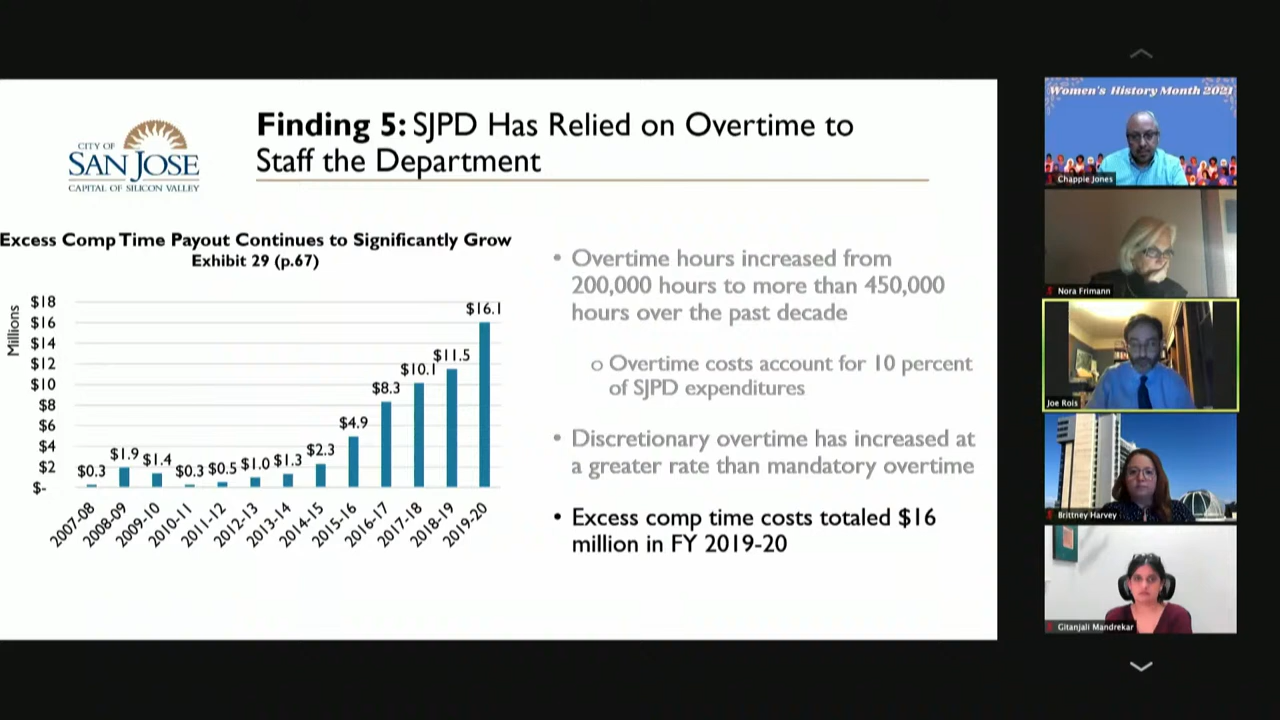 CITY OF
SAN JOSE
CAPITAL OF SILICON VALLEY
Finding 5: SJPD Has Relied on Overtime to
Staff the Department
Excess Comp Time Payout Continues to Significantly Grow
Exhibit 29 (p.67)
Millions
$18
$16
$14
$12
$10
$8
$6
$4
$2
$-
$0.3
$1.9
$1.4
$0.3
$0.5
$1.0
$1.3
$2.3
$4.9
$8.3
$10.1
$11.5
$16.1
2007-08
2008-09
2009-10
2010-11
2011-12
2012-13
2013-14
2014-15
2015-16
2016-17
2017-18
2018-19
2019-20
• Overtime hours increased from
200,000 hours to more than 450,000
hours over the past decade
o Overtime costs account for 10 percent
of SJPD expenditures
• Discretionary overtime has increased at
a greater rate than mandatory overtime
• Excess comp time costs totaled $16
million in FY 2019-20
Women's History Month 2021
Chappie Jones
Nora Frimann
Joe Rois
Brittney Harvey
Gitanjali Mandrekar